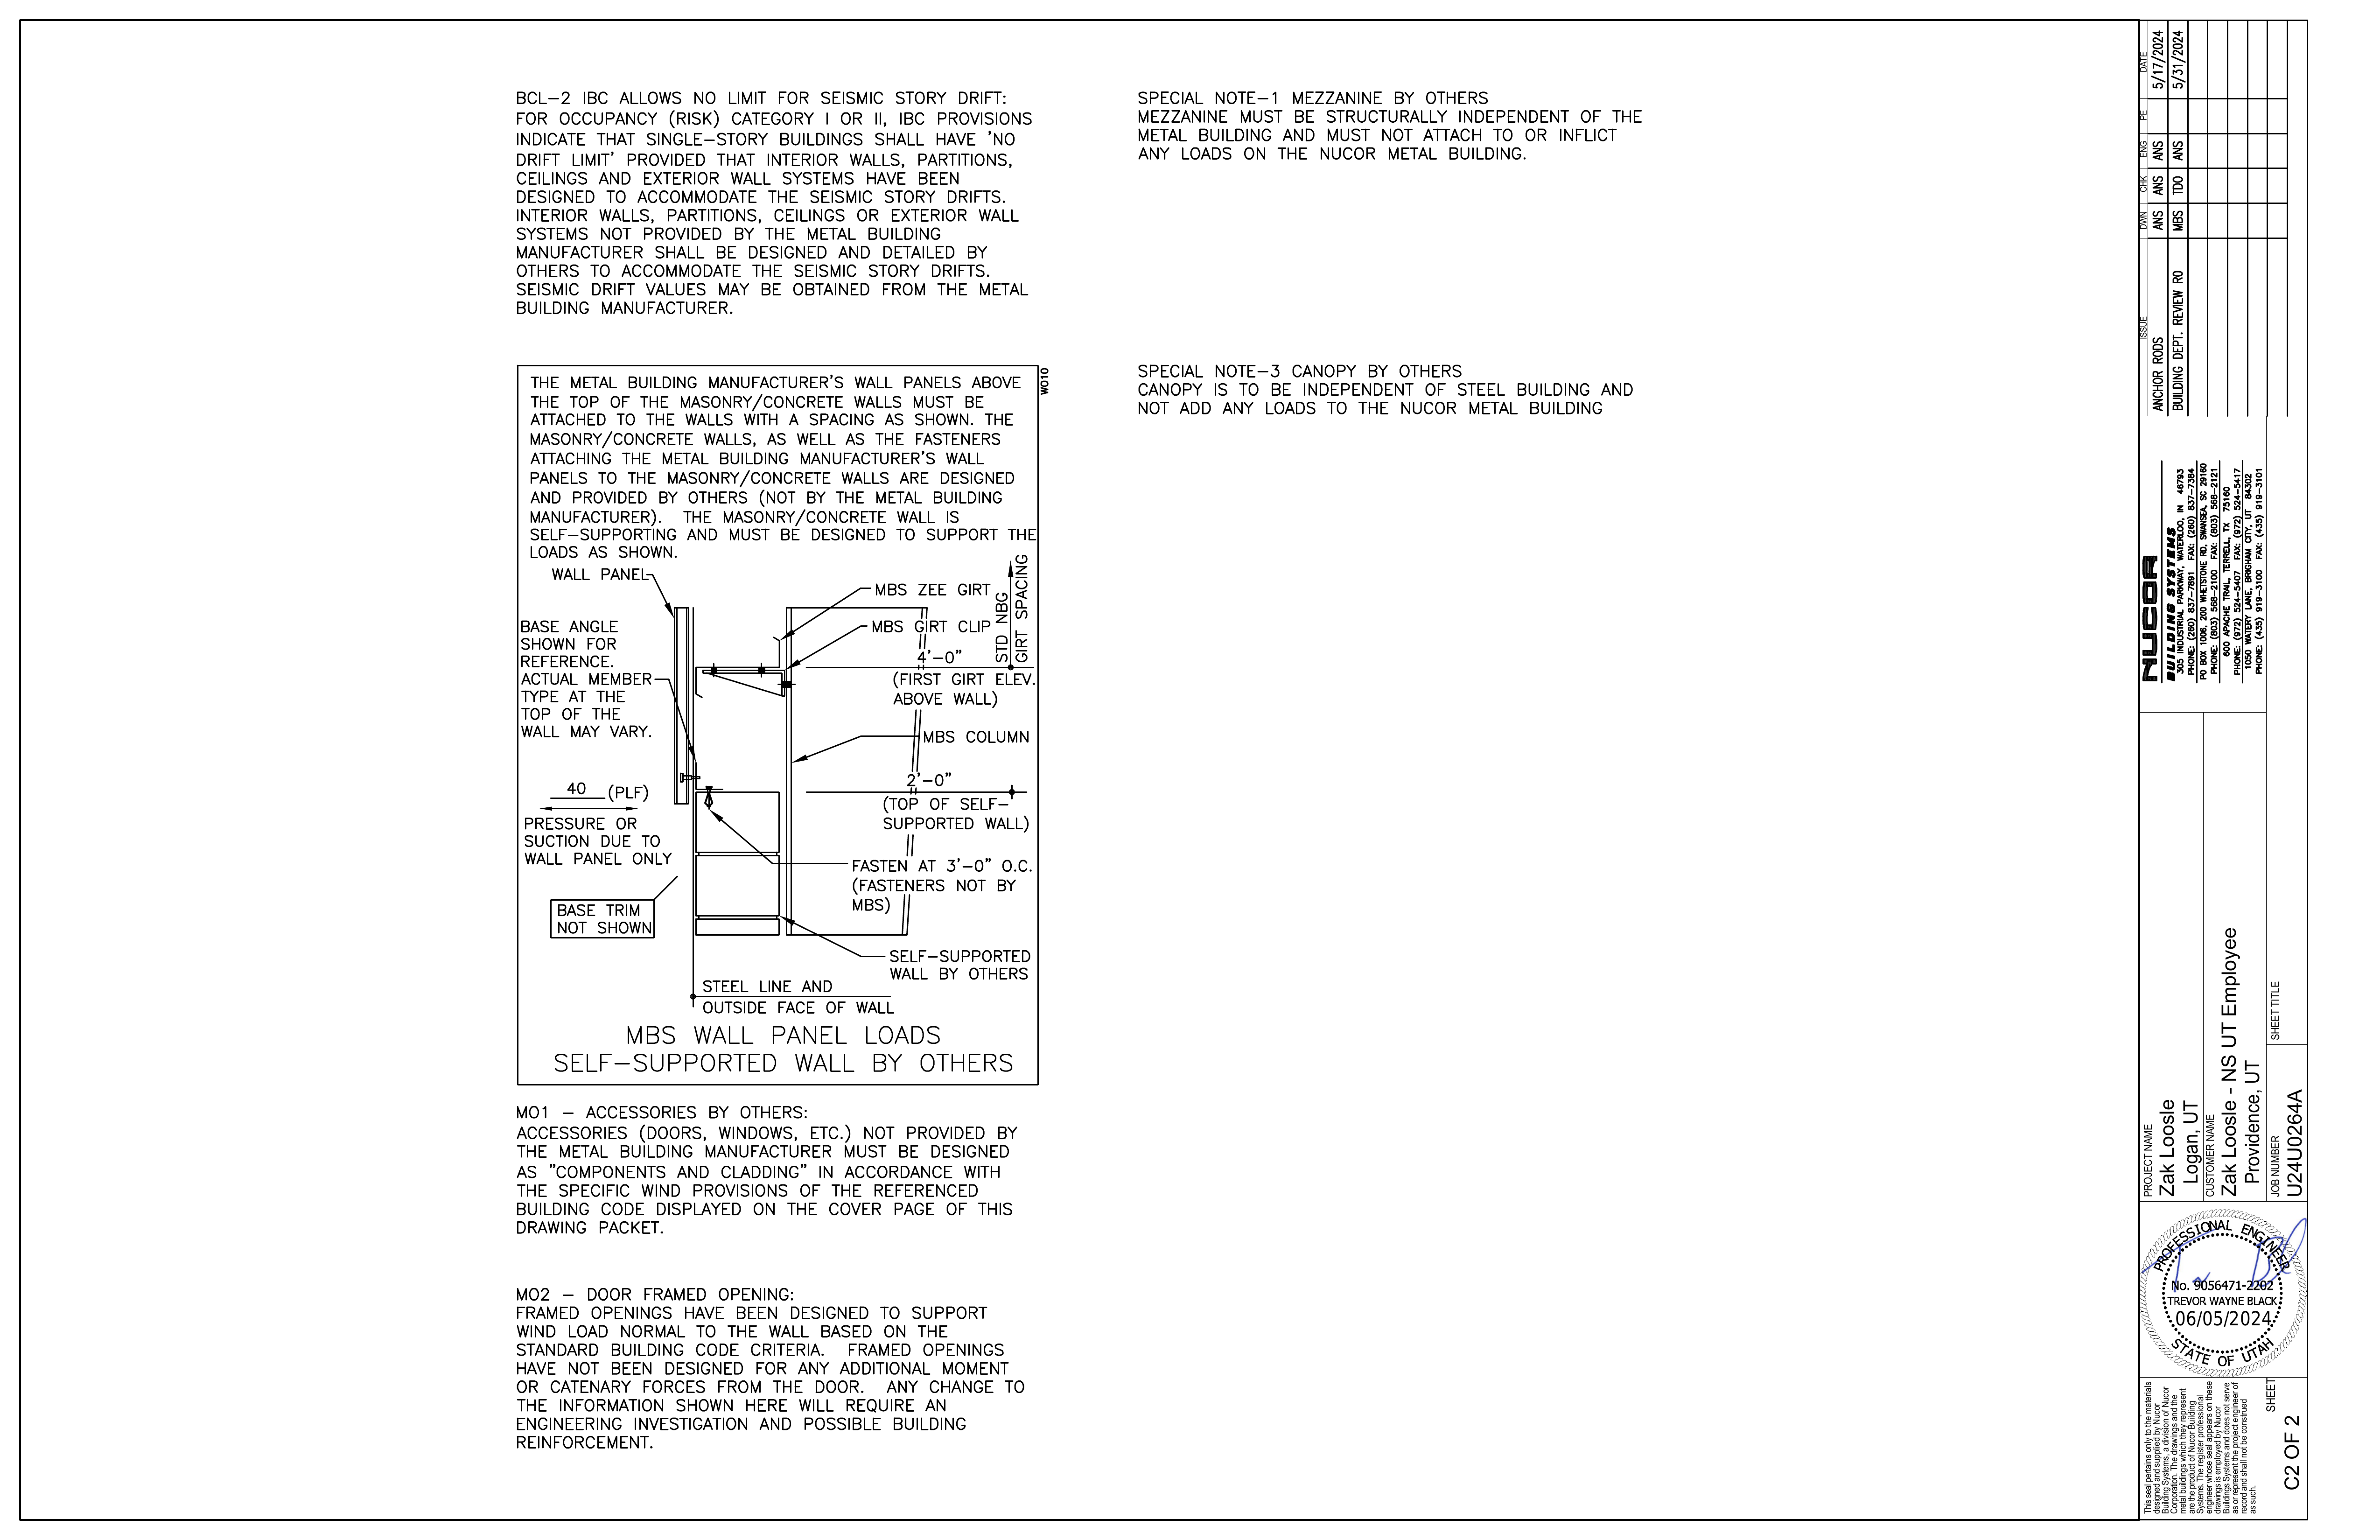 BCL-2 IBC ALLOWS NO LIMIT FOR SEISMIC STORY DRIFT:
FOR OCCUPANCY (RISK) CATEGORY I OR II, IBC PROVISIONS
INDICATE THAT SINGLE-STORY BUILDINGS SHALL HAVE 'NO
DRIFT LIMIT' PROVIDED THAT INTERIOR WALLS, PARTITIONS,
CEILINGS AND EXTERIOR WALL SYSTEMS HAVE BEEN
DESIGNED TO ACCOMMODATE THE SEISMIC STORY DRIFTS.
INTERIOR WALLS, PARTITIONS, CEILINGS OR EXTERIOR WALL
SYSTEMS NOT PROVIDED BY THE METAL BUILDING
MANUFACTURER SHALL BE DESIGNED AND DETAILED BY
OTHERS TO ACCOMMODATE THE SEISMIC STORY DRIFTS.
SEISMIC DRIFT VALUES MAY BE OBTAINED FROM THE METAL
BUILDING MANUFACTURER.
THE METAL BUILDING MANUFACTURER'S WALL PANELS ABOVE
THE TOP OF THE MASONRY/CONCRETE WALLS MUST BE
ATTACHED TO THE WALLS WITH A SPACING AS SHOWN. THE
MASONRY/CONCRETE WALLS, AS WELL AS THE FASTENERS
ATTACHING THE METAL BUILDING MANUFACTURER'S WALL
PANELS TO THE MASONRY/CONCRETE WALLS ARE DESIGNED
AND PROVIDED BY OTHERS (NOT BY THE METAL BUILDING
MANUFACTURER). THE MASONRY/CONCRETE WALL IS
SELF-SUPPORTING AND MUST BE DESIGNED TO SUPPORT THE
LOADS AS SHOWN.
WO10
WALL PANEL
BASE ANGLE
SHOWN FOR
REFERENCE.
ACTUAL MEMBER
TYPE AT THE
TOP OF THE
WALL MAY VARY.
40 (PLF)
PRESSURE OR
SUCTION DUE TO
WALL PANEL ONLY
BASE TRIM
NOT SHOWN
MBS ZEE GIRT
MBS GIRT CLIP
STD NBG
GIRT SPACING
4'-0"
(FIRST GIRT ELEV.
ABOVE WALL)
MBS COLUMN
2'-0"
(TOP OF SELF-
SUPPORTED WALL)
FASTEN AT 3'-0" O.C.
(FASTENERS NOT BY
MBS)
SELF-SUPPORTED
WALL BY OTHERS
STEEL LINE AND
OUTSIDE FACE OF WALL
MBS WALL PANEL LOADS
SELF-SUPPORTED WALL BY OTHERS
MO1 - ACCESSORIES BY OTHERS:
ACCESSORIES (DOORS, WINDOWS, ETC.) NOT PROVIDED BY
THE METAL BUILDING MANUFACTURER MUST BE DESIGNED
AS "COMPONENTS AND CLADDING" IN ACCORDANCE WITH
THE SPECIFIC WIND PROVISIONS OF THE REFERENCED
BUILDING CODE DISPLAYED ON THE COVER PAGE OF THIS
DRAWING PACKET.
MO2 - DOOR FRAMED OPENING:
FRAMED OPENINGS HAVE BEEN DESIGNED TO SUPPORT
WIND LOAD NORMAL TO THE WALL BASED ON THE
STANDARD BUILDING CODE CRITERIA. FRAMED OPENINGS
HAVE NOT BEEN DESIGNED FOR ANY ADDITIONAL MOMENT
OR CATENARY FORCES FROM THE DOOR. ANY CHANGE TO
THE INFORMATION SHOWN HERE WILL REQUIRE AN
ENGINEERING INVESTIGATION AND POSSIBLE BUILDING
REINFORCEMENT.
SPECIAL NOTE-1 MEZZANINE BY OTHERS
MEZZANINE MUST BE STRUCTURALLY INDEPENDENT OF THE
METAL BUILDING AND MUST NOT ATTACH TO OR INFLICT
ANY LOADS ON THE NUCOR METAL BUILDING.
SPECIAL NOTE-3 CANOPY BY OTHERS
CANOPY IS TO BE INDEPENDENT OF STEEL BUILDING AND
NOT ADD ANY LOADS TO THE NUCOR METAL BUILDING
ISSUE DWN CHK ENG PE DATE
ANCHOR RODS ANS ANS ANS 5/17/2024
BUILDING DEPT. REVIEW R0 MBS TDO ANS 5/31/2024
NUCOR
BUILDING SYSTEMS
305 INDUSTRIAL PARKWAY, WATERLOO, IN 46793
PHONE: (260) 837-7891 FAX: (260) 837-7384
PO BOX 1006, 200 WHETSTONE RD, SWANSEA, SC 29160
PHONE: (803) 568-2100 FAX: (803) 568-2121
600 APACHE TRAIL, TERRELL, TX 75160
PHONE: (972) 524-5407 FAX: (972) 524-5417
1050 WATERY LANE, BRIGHAM CITY, UT 84302
PHONE: (435) 919-3100 FAX: (435) 919-3101
PROJECT NAME
Zak Loosle
Logan, UT
CUSTOMER NAME
Zak Loosle - NS UT Employee
Providence, UT
JOB NUMBER
U24U0264A
SHEET TITLE
PROFESSIONAL ENGINEER
No. 9056471-2202
TREVOR WAYNE BLACK
06/05/2024
STATE OF UTAH
This seal pertains only to the materials
designed and supplied by Nucor
Building Systems, a division of Nucor
Corporation. The drawings and the
metal buildings which they represent
are the product of Nucor Building
Systems. The register professional
engineer whose seal appears on these
drawings is employed by Nucor
Buildings Systems and does not serve
as or represent the project engineer of
record and shall not be construed
as such.
SHEET
C2 OF 2